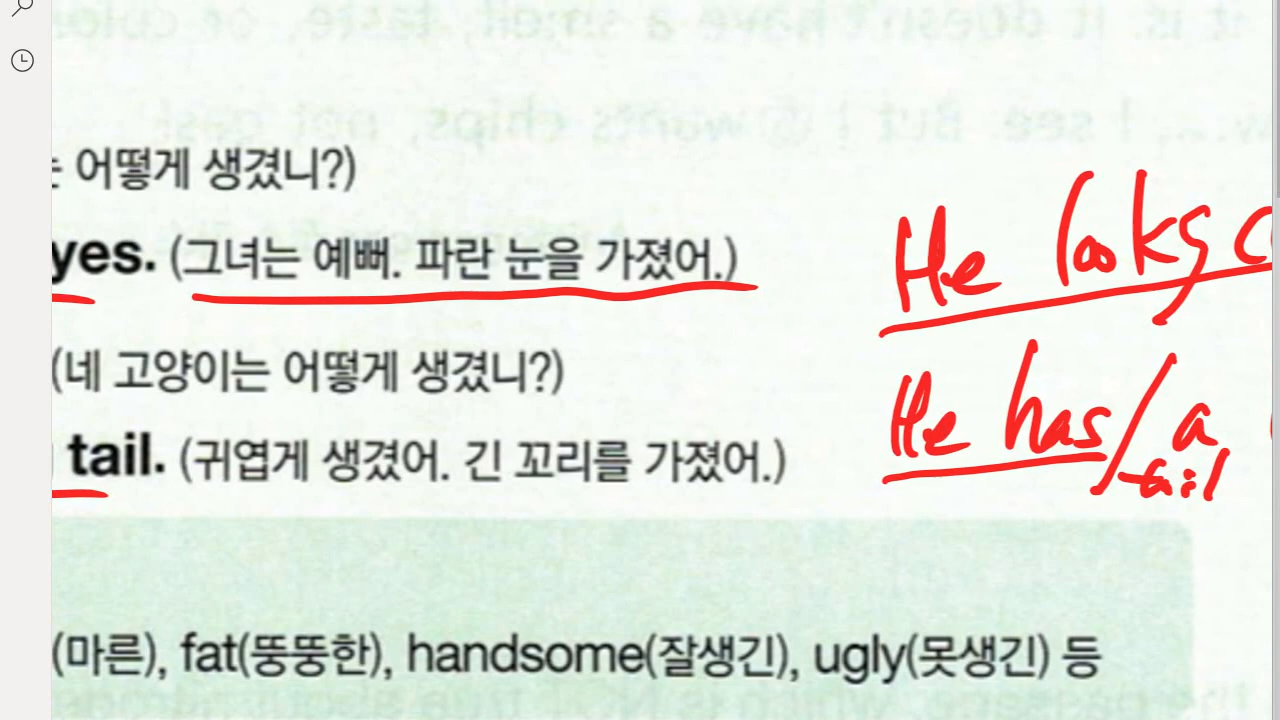 어떻게 생겼니?)
yes. (그녀는 예뻐. 파란 눈을 가졌어.)
He looks
(네 고양이는 어떻게 생겼니?)
He has / a
tail
tail. (귀엽게 생겼어. 긴 꼬리를 가졌어.)
(마른), fat(뚱뚱한), handsome(잘생긴), ugly(못생긴) 등